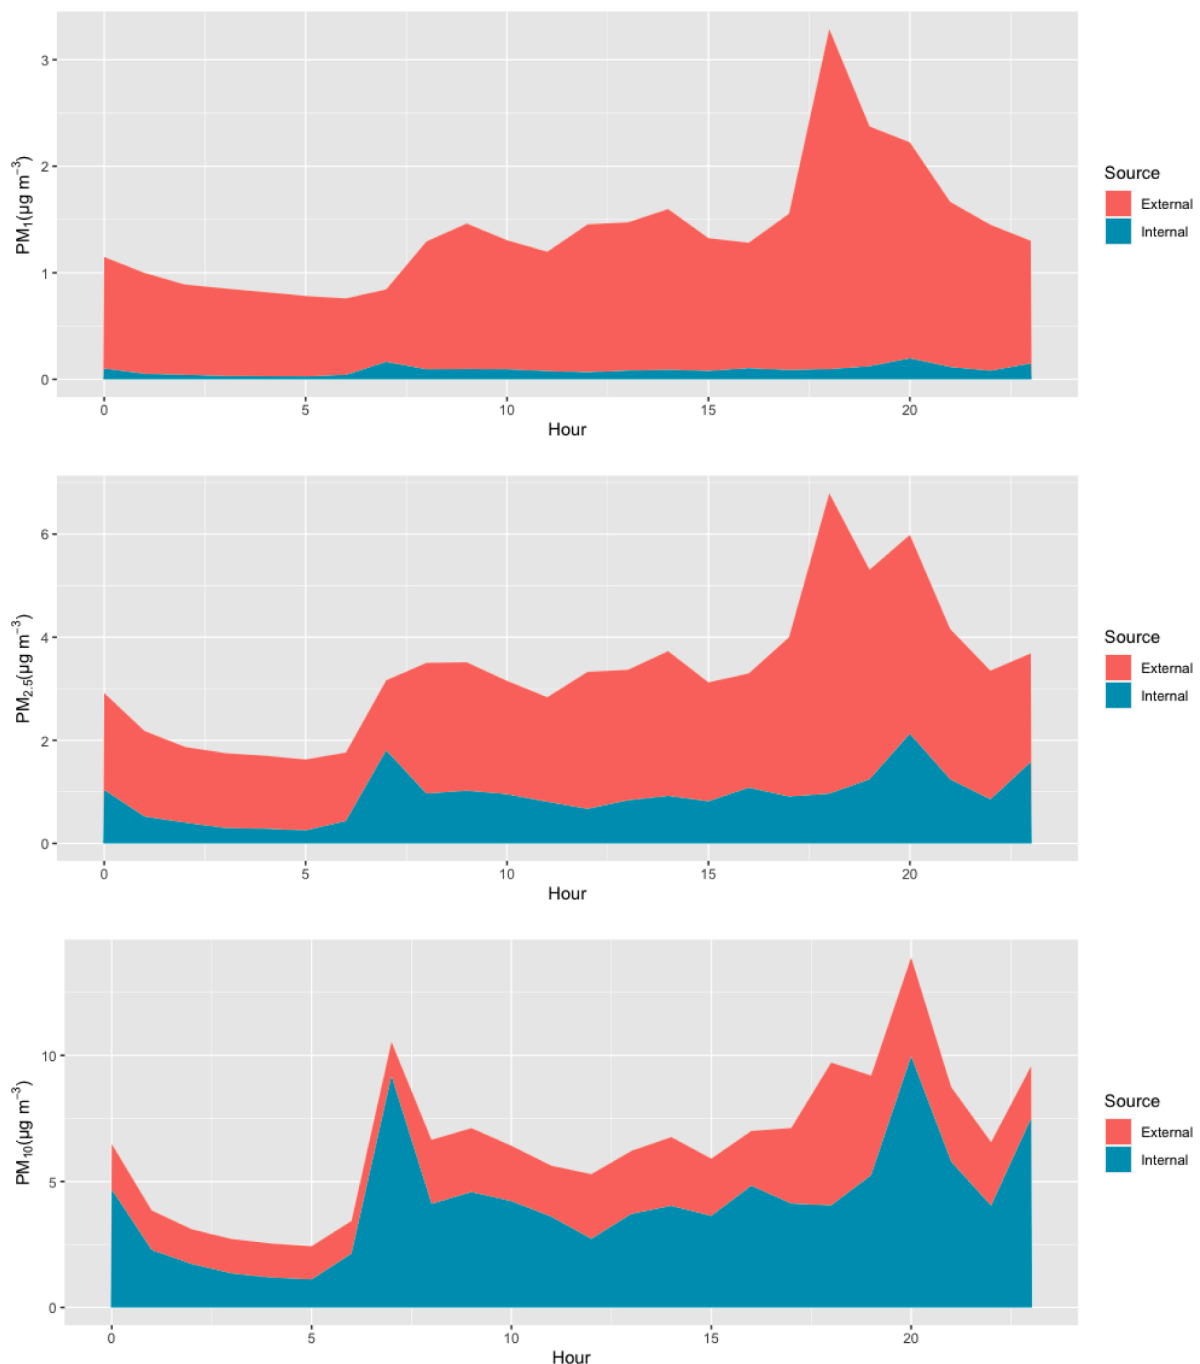 PM₁(µg m⁻³)
3
2
1
0
0 5 10 15 20
Hour
Source
External
Internal
PM₂.₅(µg m⁻³)
6
4
2
0
0 5 10 15 20
Hour
Source
External
Internal
PM₁₀(µg m⁻³)
10
5
0
0 5 10 15 20
Hour
Source
External
Internal